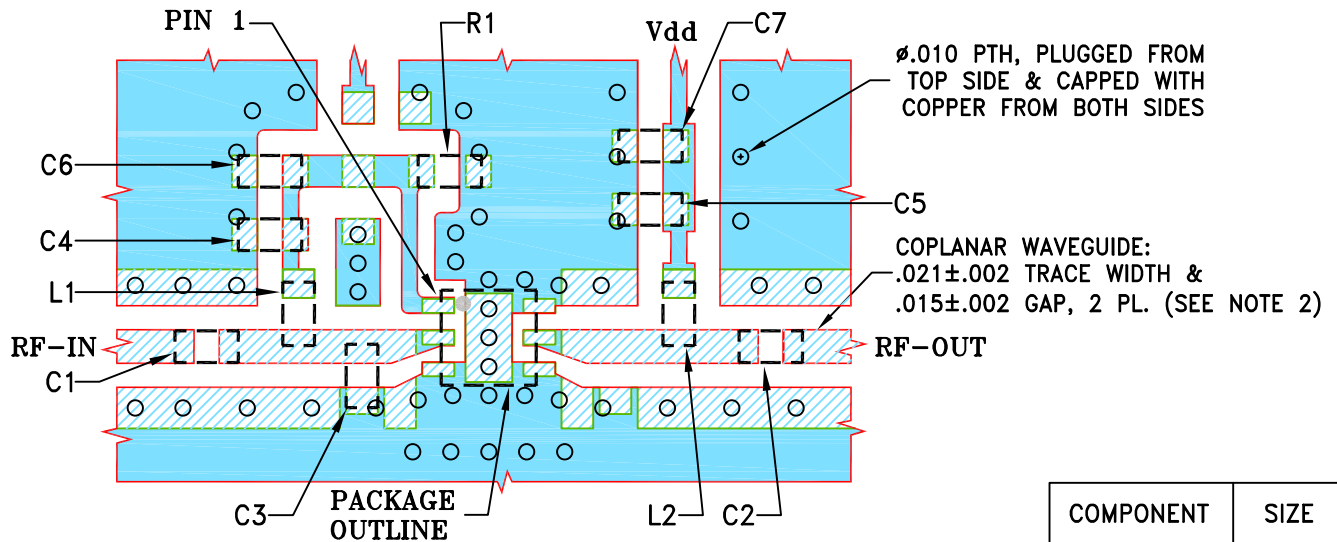 PIN 1
R1
Vdd
C7
ø.010 PTH, PLUGGED FROM
TOP SIDE & CAPPED WITH
COPPER FROM BOTH SIDES
C6
C5
C4
COPLANAR WAVEGUIDE:
.021±.002 TRACE WIDTH &
.015±.002 GAP, 2 PL. (SEE NOTE 2)
L1
RF-IN
RF-OUT
C1
C3
PACKAGE
OUTLINE
L2
C2
COMPONENT
SIZE